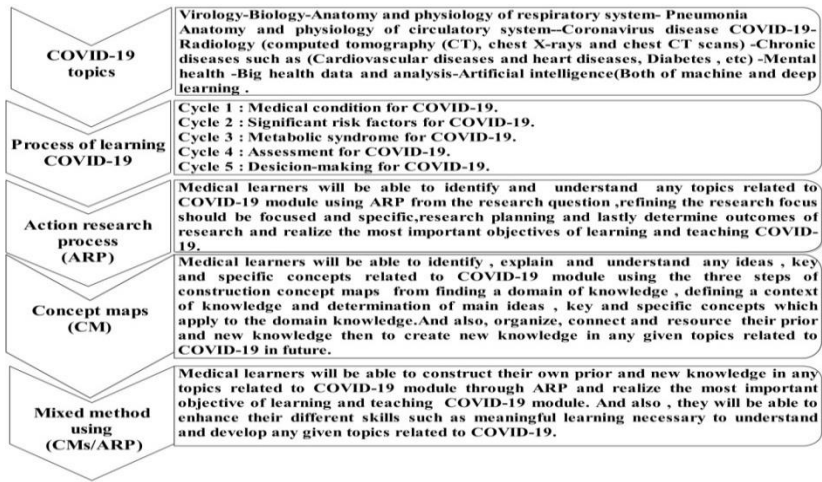 COVID-19
topics
Virology-Biology-Anatomy and physiology of respiratory system- Pneumonia
Anatomy and physiology of circulatory system--Coronavirus disease COVID-19-
Radiology (computed tomography (CT), chest X-rays and chest CT scans) -Chronic
diseases such as (Cardiovascular diseases and heart diseases, Diabetes , etc) -Mental
health -Big health data and analysis-Artificial intelligence(Both of machine and deep
learning .
Process of learning
COVID-19
Cycle 1 : Medical condition for COVID-19.
Cycle 2 : Significant risk factors for COVID-19.
Cycle 3 : Metabolic syndrome for COVID-19.
Cycle 4 : Assessment for COVID-19.
Cycle 5 : Desicion-making for COVID-19.
Action research
process
(ARP)
Medical learners will be able to identify and understand any topics related to
COVID-19 module using ARP from the research question ,refining the research focus
should be focused and specific,research planning and lastly determine outcomes of
research and realize the most important objectives of learning and teaching COVID-
19.
Concept maps
(CM)
Medical learners will be able to identify , explain and understand any ideas , key
and specific concepts related to COVID-19 module using the three steps of
construction concept maps from finding a domain of knowledge , defining a context
of knowledge and determination of main ideas , key and specific concepts which
apply to the domain knowledge.And also, organize, connect and resource their prior
and new knowledge then to create new knowledge in any given topics related to
COVID-19 in future.
Mixed method
using
(CMs/ARP)
Medical learners will be able to construct their own prior and new knowledge in any
topics related to COVID-19 module through ARP and realize the most important
objective of learning and teaching COVID-19 module. And also , they will be able to
enhance their different skills such as meaningful learning necessary to understand
and develop any given topics related to COVID-19.